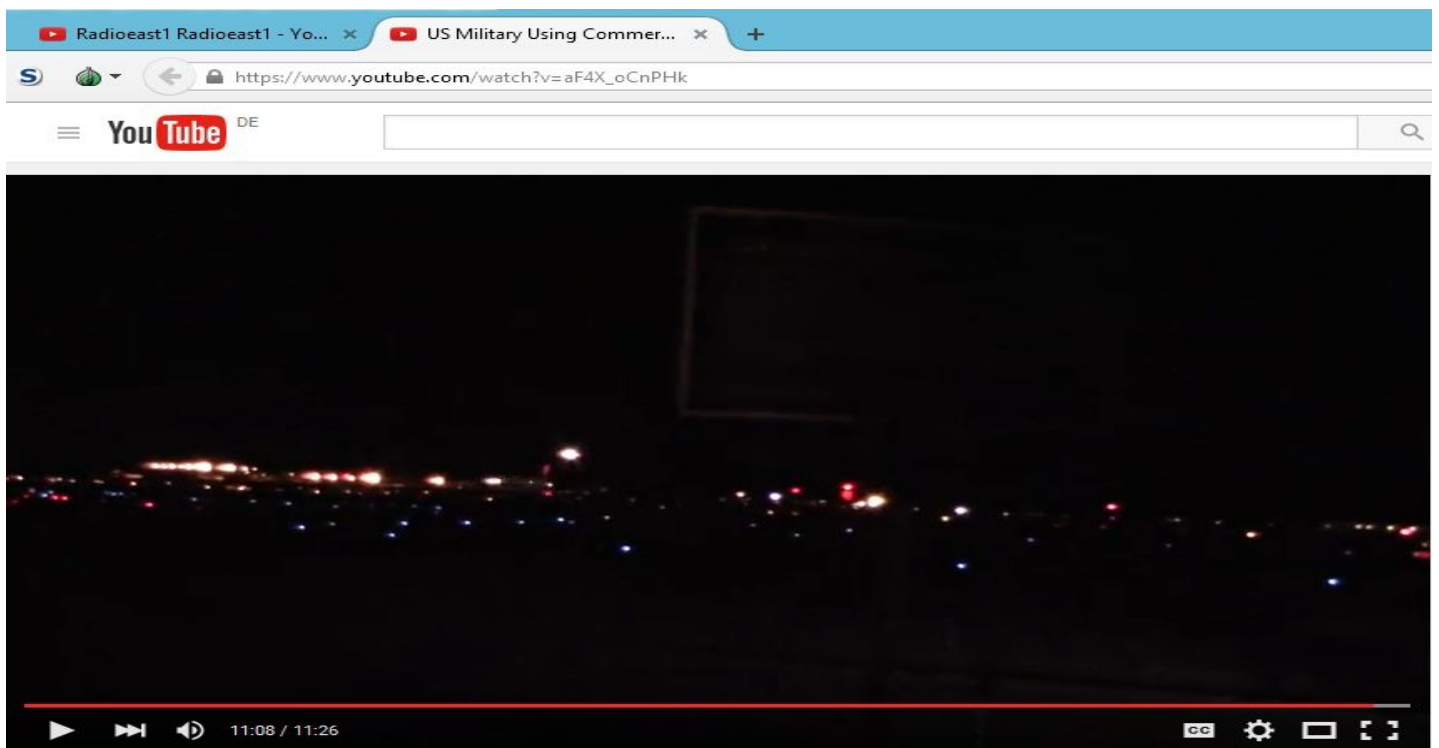 Radioeast1 Radioeast1 - Yo... × US Military Using Commer... × +
S https://www.youtube.com/watch?v=aF4X_oCnPHk
YouTube DE
11:08 / 11:26 CC